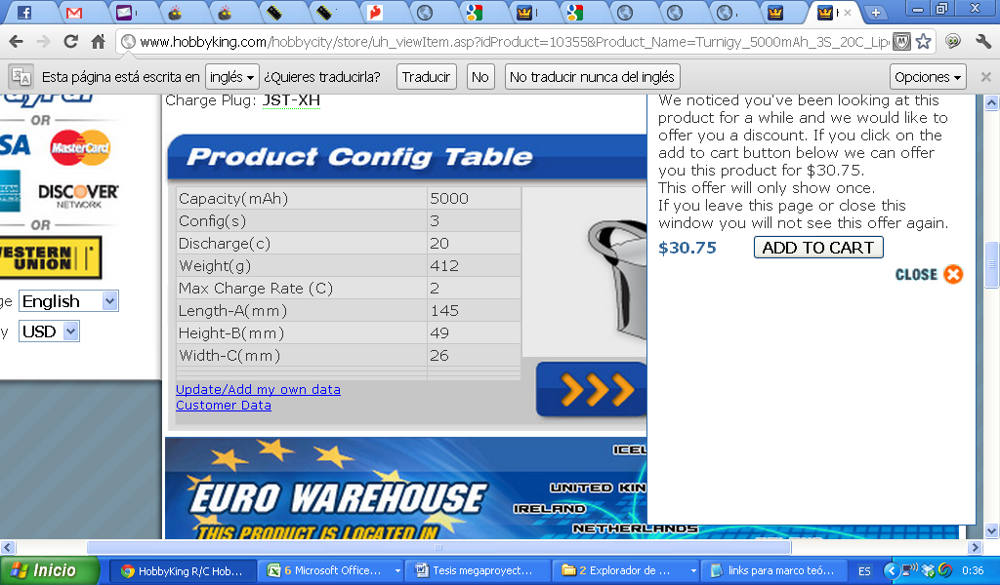 www.hobbyking.com/hobbycity/store/uh_viewItem.asp?idProduct=10355&Product_Name=Turnigy_5000mAh_3S_20C_Lip
Esta página está escrita en inglés ¿Quieres traducirla? Traducir No No traducir nunca del inglés Opciones
OR
VISA MasterCard
DISCOVER
NETWORK
OR
WESTERN
UNION
English
USD
Charge Plug: JST-XH
Product Config Table
Capacity(mAh) 5000
Config(s) 3
Discharge(c) 20
Weight(g) 412
Max Charge Rate (C) 2
Length-A(mm) 145
Height-B(mm) 49
Width-C(mm) 26
Update/Add my own data
Customer Data
EURO WAREHOUSE
THIS PRODUCT IS LOCATED IN
ICEL
UNITED KIN
IRELAND
NETHERLANDS
We noticed you've been looking at this
product for a while and we would like to
offer you a discount. If you click on the
add to cart button below we can offer
you this product for $30.75.
This offer will only show once.
If you leave this page or close this
window you will not see this offer again.
$30.75 ADD TO CART
CLOSE
Inicio HobbyKing R/C Hob... 6 Microsoft Office... Tesis megaproyect... 2 Explorador de ... links para marco teó... ES 0:36